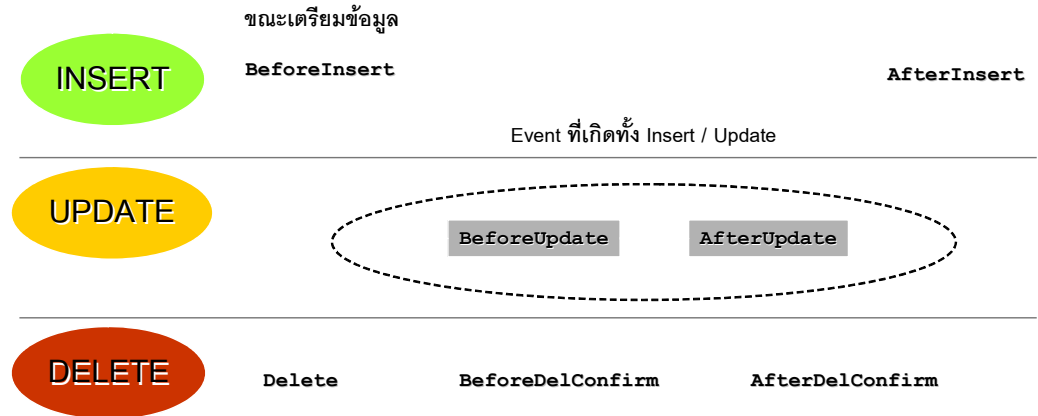 ขณะเตรียมข้อมูล
INSERT
BeforeInsert
AfterInsert
Event ที่เกิดทั้ง Insert / Update
UPDATE
BeforeUpdate
AfterUpdate
DELETE
Delete
BeforeDelConfirm
AfterDelConfirm